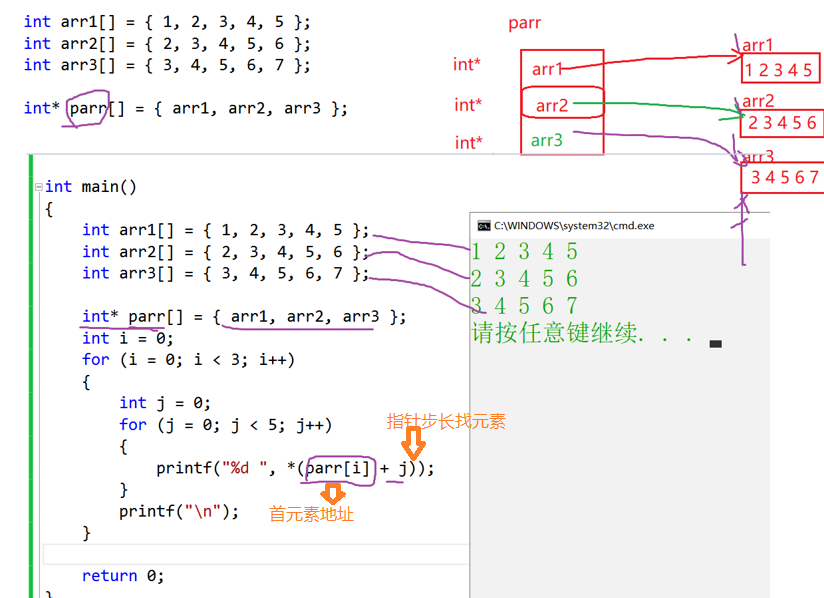 int arr1[] = { 1, 2, 3, 4, 5 };
int arr2[] = { 2, 3, 4, 5, 6 };
int arr3[] = { 3, 4, 5, 6, 7 };
int* parr[] = { arr1, arr2, arr3 };
parr
int* arr1
int* arr2
int* arr3
arr1
1 2 3 4 5
arr2
2 3 4 5 6
arr3
3 4 5 6 7
int main()
{
int arr1[] = { 1, 2, 3, 4, 5 };
int arr2[] = { 2, 3, 4, 5, 6 };
int arr3[] = { 3, 4, 5, 6, 7 };
int* parr[] = { arr1, arr2, arr3 };
int i = 0;
for (i = 0; i < 3; i++)
{
int j = 0;
for (j = 0; j < 5; j++)
{
指针步长找元素
printf("%d ", *(parr[i] + j));
}
首元素地址
printf("\n");
}
return 0;
}
C:\WINDOWS\system32\cmd.exe
1 2 3 4 5
2 3 4 5 6
3 4 5 6 7
请按任意键继续. . .